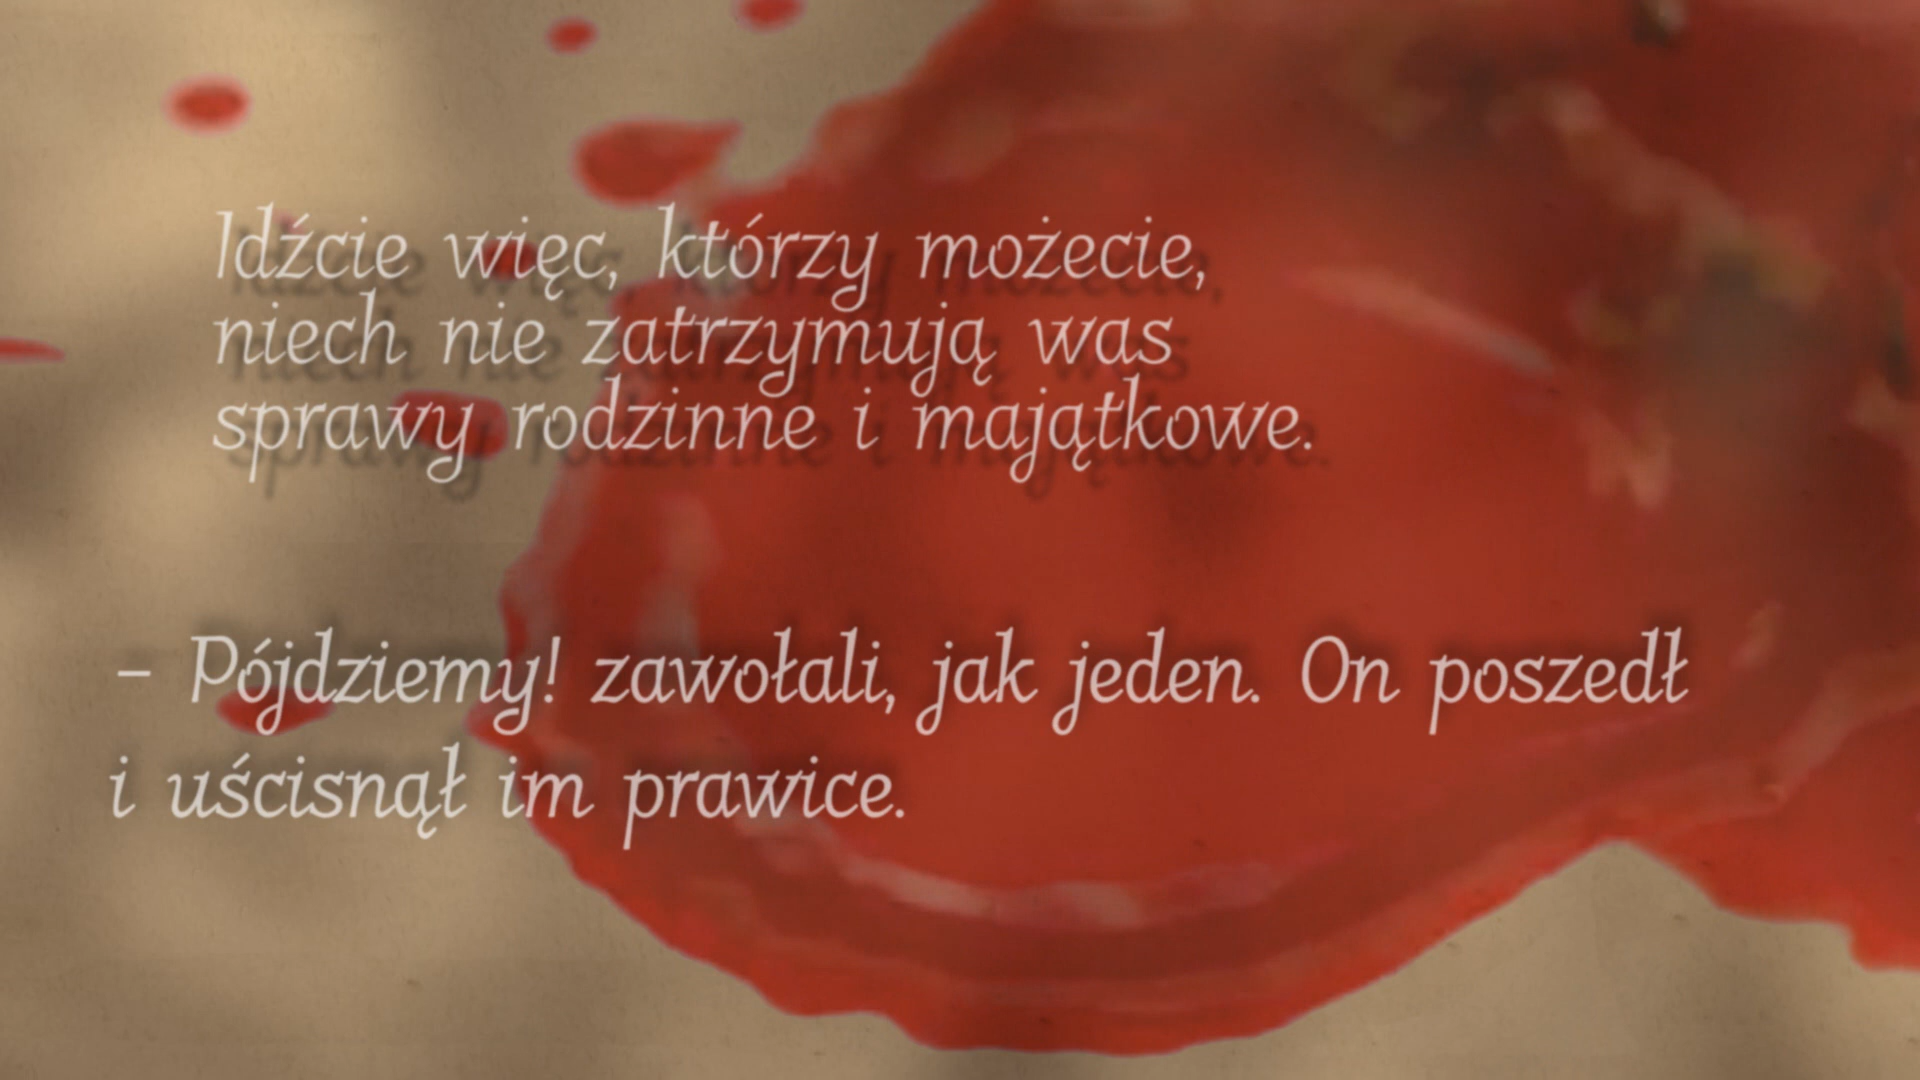 Idźcie więc, którzy możecie,
niech nie zatrzymują was
sprawy rodzinne i majątkowe.
– Pójdziemy! zawołali, jak jeden. On poszedł
i uścisnął im prawice.